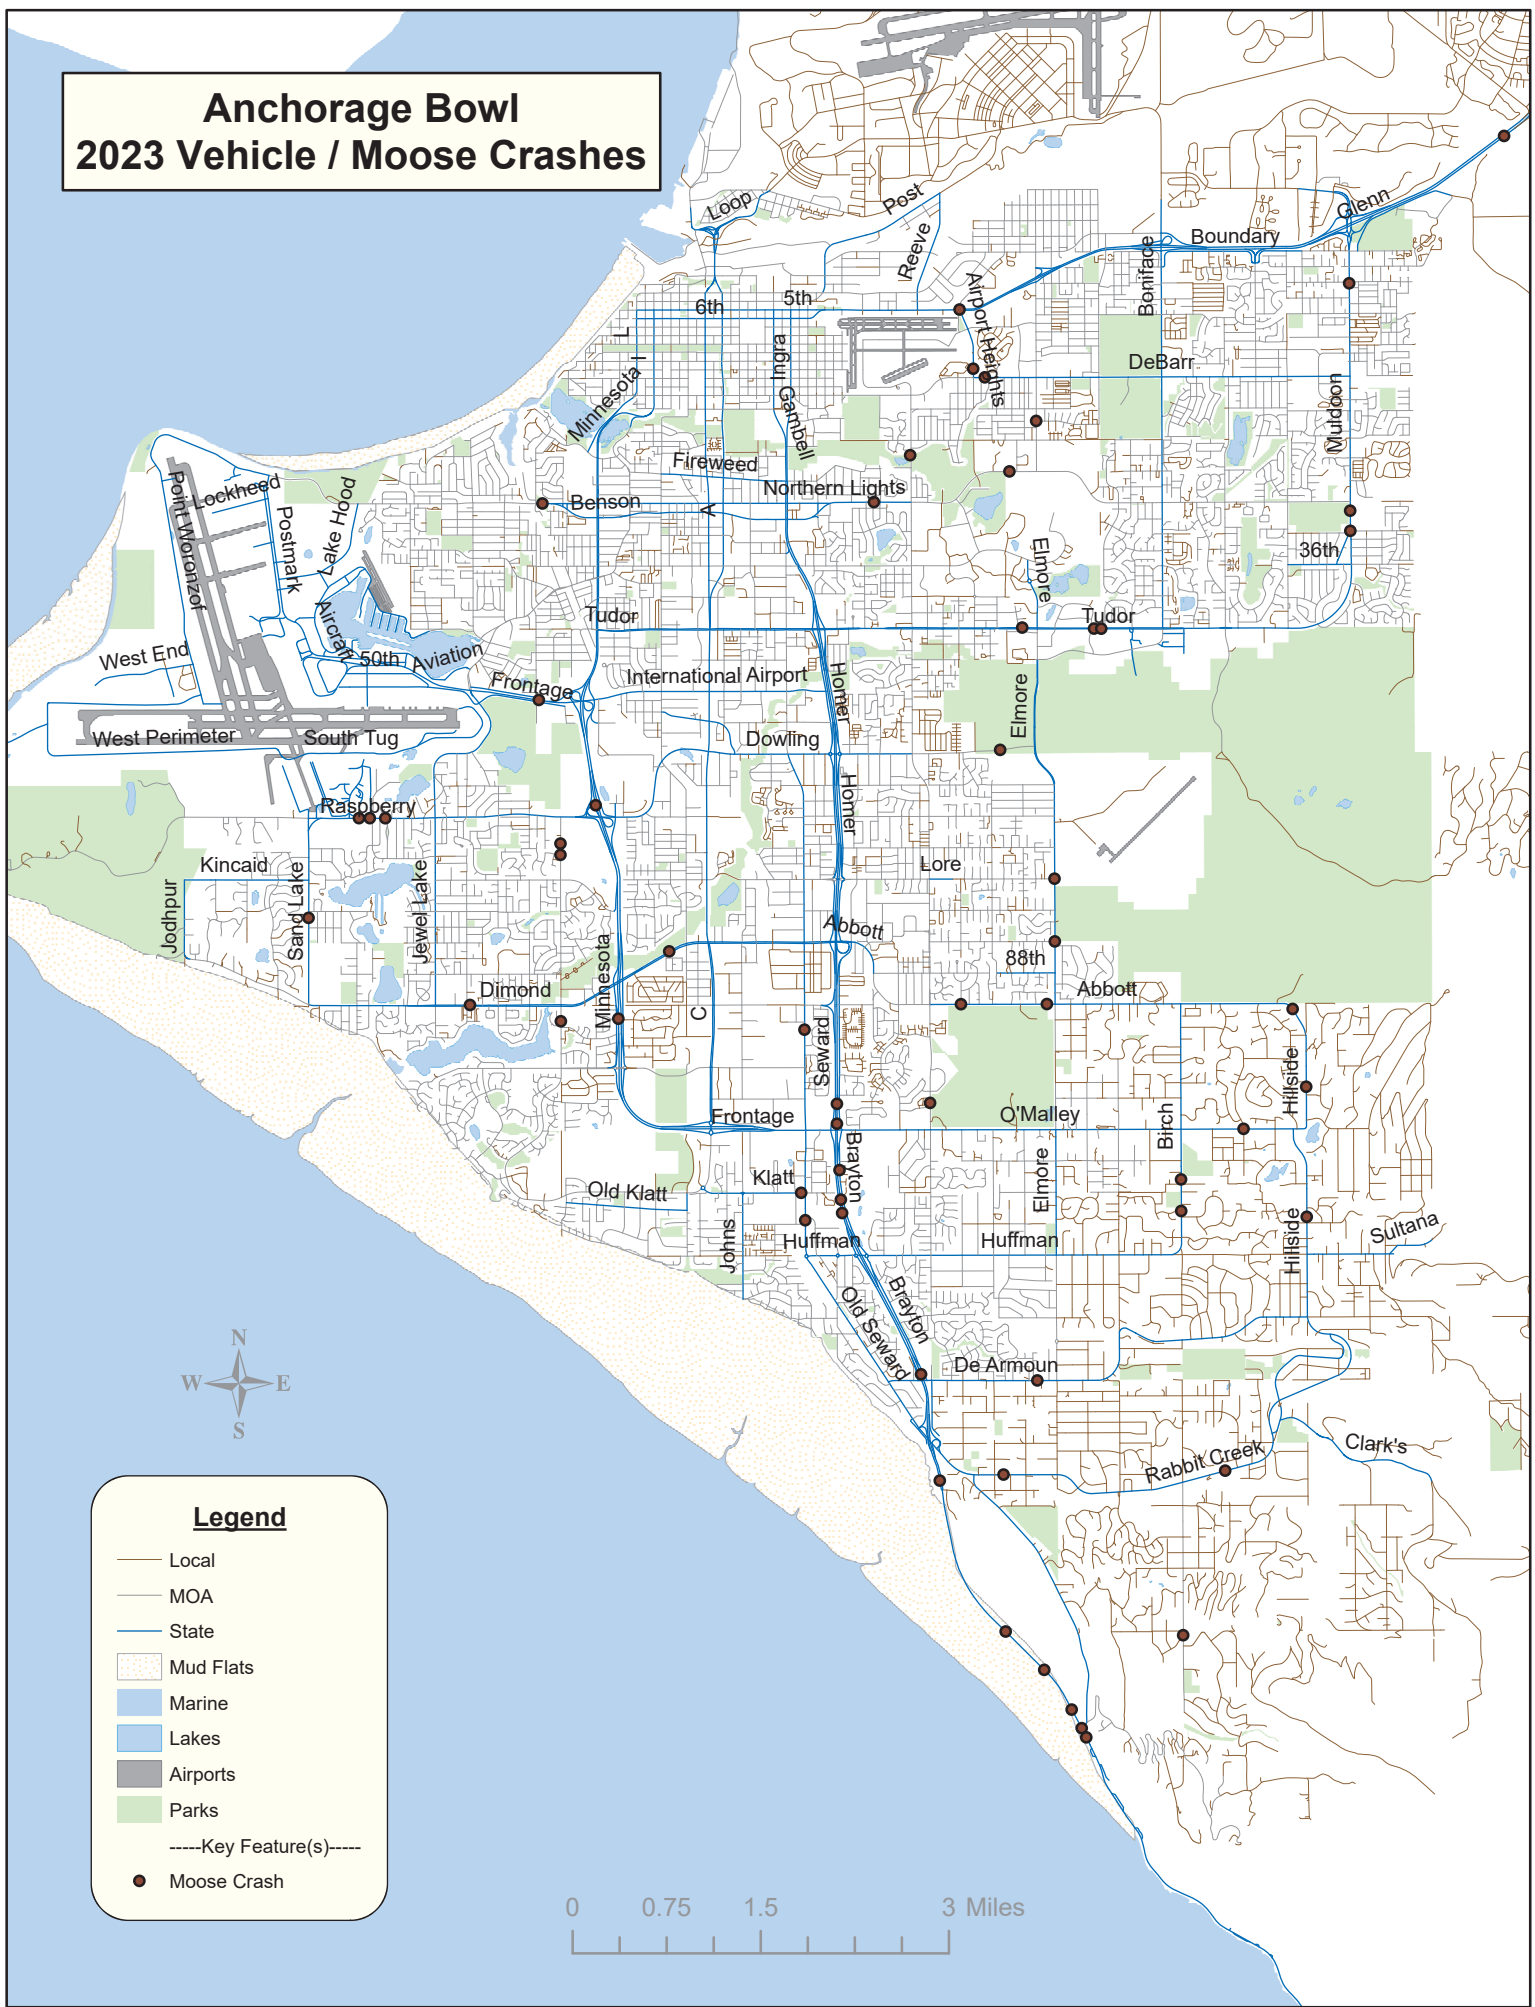 Anchorage Bowl
2023 Vehicle / Moose Crashes
Loop
Post
Reeve
Glenn
Boundary
Boniface
Airport Heights
6th
5th
L
I
Ingra
Gambell
Minnesota
DeBarr
Muldoon
Fireweed
Northern Lights
Benson
A
Lockheed
Point Woronzof
Postmark
Lake Hood
Aircraft
36th
Elmore
Tudor
Tudor
West End
50th
Aviation
Frontage
International Airport
Homer
Elmore
West Perimeter
South Tug
Dowling
Homer
Raspberry
Kincaid
Lore
Jodhpur
Sand Lake
Jewel Lake
Abbott
88th
Minnesota
Dimond
Abbott
C
Seward
Hillside
Frontage
O'Malley
Birch
Brayton
Klatt
Elmore
Old Klatt
Johns
Huffman
Huffman
Hillside
Sultana
Brayton
Old Seward
De Armoun
Rabbit Creek
Clark's
N
W
E
S
Legend
Local
MOA
State
Mud Flats
Marine
Lakes
Airports
Parks
-----Key Feature(s)-----
Moose Crash
0 0.75 1.5 3 Miles